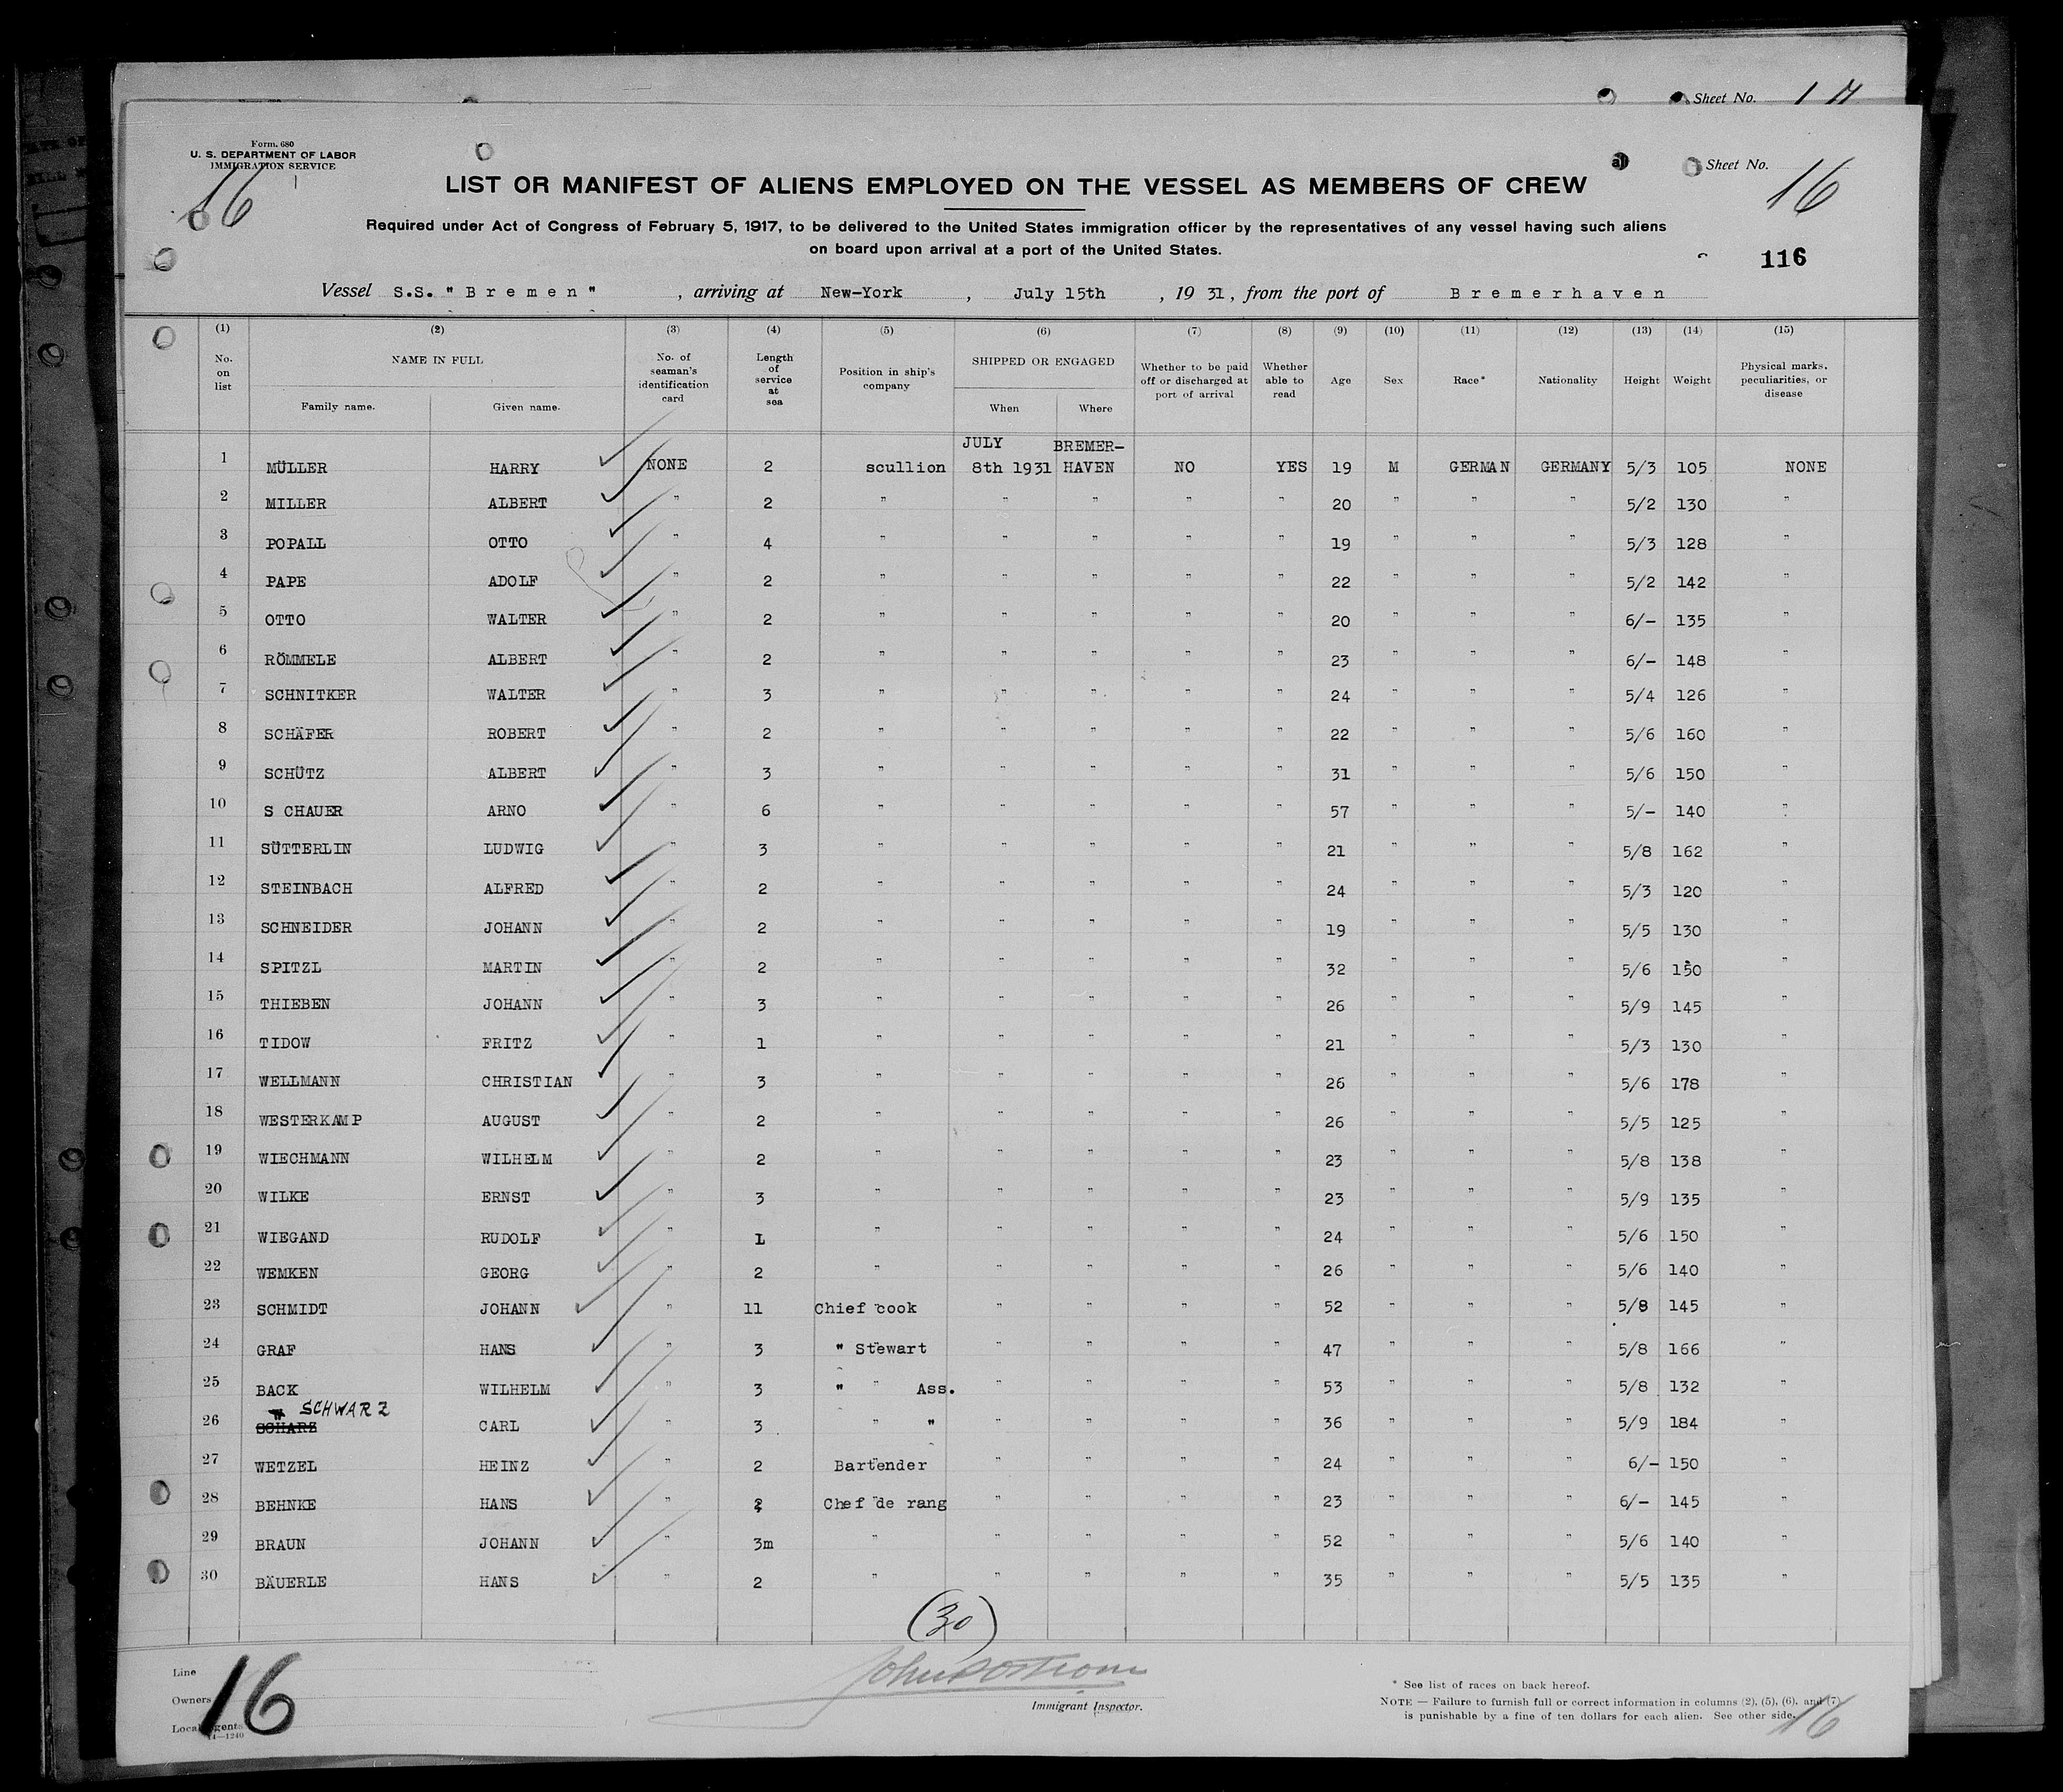 Sheet No. 17
Form. 680
U. S. DEPARTMENT OF LABOR
IMMIGRATION SERVICE
16
all
Sheet No. 16
LIST OR MANIFEST OF ALIENS EMPLOYED ON THE VESSEL AS MEMBERS OF CREW
Required under Act of Congress of February 5, 1917, to be delivered to the United States immigration officer by the representatives of any vessel having such aliens
on board upon arrival at a port of the United States.
116
Vessel S.S. "Bremen", arriving at New-York, July 15th, 1931, from the port of Bremerhaven
(1) (2) (3) (4) (5) (6) (7) (8) (9) (10) (11) (12) (13) (14) (15)
No. on list NAME IN FULL Family name. Given name. No. of seaman's identification card Length of service at sea Position in ship's company SHIPPED OR ENGAGED When Where Whether to be paid off or discharged at port of arrival Whether able to read Age Sex Race* Nationality Height Weight Physical marks, peculiarities, or disease
JULY BREMER-
1 MÜLLER HARRY NONE 2 scullion 8th 1931 HAVEN NO YES 19 M GERMAN GERMANY 5/3 105 NONE
2 MILLER ALBERT " 2 " " " " " 20 " " " 5/2 130 "
3 POPALL OTTO " 4 " " " " " 19 " " " 5/3 128 "
4 PAPE ADOLF " 2 " " " " " 22 " " " 5/2 142 "
5 OTTO WALTER " 2 " " " " " 20 " " " 6/- 135 "
6 RÖMMELE ALBERT " 2 " " " " " 23 " " " 6/- 148 "
7 SCHNITKER WALTER " 3 " " " " " 24 " " " 5/4 126 "
8 SCHÄFER ROBERT " 2 " " " " " 22 " " " 5/6 160 "
9 SCHÜTZ ALBERT " 3 " " " " " 31 " " " 5/6 150 "
10 S CHAUER ARNO " 6 " " " " " 57 " " " 5/- 140 "
11 SÜTTERLIN LUDWIG " 3 " " " " " 21 " " " 5/8 162 "
12 STEINBACH ALFRED " 2 " " " " " 24 " " " 5/3 120 "
13 SCHNEIDER JOHANN " 2 " " " " " 19 " " " 5/5 130 "
14 SPITZL MARTIN " 2 " " " " " 32 " " " 5/6 150 "
15 THIEBEN JOHANN " 3 " " " " " 26 " " " 5/9 145 "
16 TIDOW FRITZ " 1 " " " " " 21 " " " 5/3 130 "
17 WELLMANN CHRISTIAN " 3 " " " " " 26 " " " 5/6 178 "
18 WESTERKAMP AUGUST " 2 " " " " " 26 " " " 5/5 125 "
19 WIECHMANN WILHELM " 2 " " " " " 23 " " " 5/8 138 "
20 WILKE ERNST " 3 " " " " " 23 " " " 5/9 135 "
21 WIEGAND RUDOLF " 1 " " " " " 24 " " " 5/6 150 "
22 WEMKEN GEORG " 2 " " " " " 26 " " " 5/6 140 "
23 SCHMIDT JOHANN " 11 Chief cook " " " " 52 " " " 5/8 145 "
24 GRAF HANS " 3 " Stewart " " " " 47 " " " 5/8 166 "
25 BACK WILHELM " 3 " " Ass. " " " " 53 " " " 5/8 132 "
" SCHWARZ
26 SCHARZ CARL " 3 " " " " " " 36 " " " 5/9 184 "
27 WETZEL HEINZ " 2 Bartender " " " " 24 " " " 6/- 150 "
28 BEHNKE HANS " 2 Chef de rang " " " " 23 " " " 6/- 145 "
29 BRAUN JOHANN " 3m " " " " " 52 " " " 5/6 140 "
30 BÄUERLE HANS " 2 " " " " " 35 " " " 5/5 135 "
(30)
Line
Owners
Local Agents
14—1240
16
Immigrant Inspector.
* See list of races on back hereof.
NOTE — Failure to furnish full or correct information in columns (2), (5), (6), and (7)
is punishable by a fine of ten dollars for each alien. See other side.
16